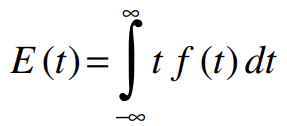 E (t) = ∫_{-∞}^{∞} t f (t) dt